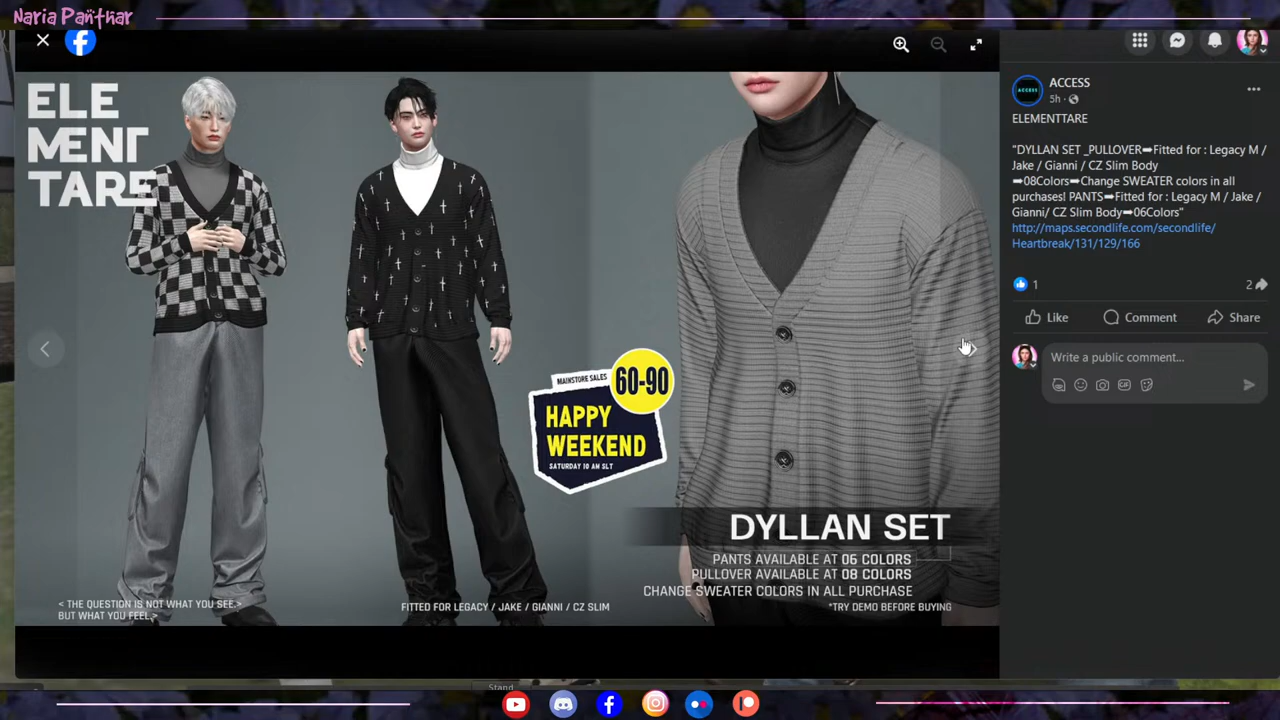 Naria Panthar
ELE
MENT
TARE
MAINSTORE SALES
60-90
HAPPY
WEEKEND
SATURDAY 10 AM SLT
DYLLAN SET
PANTS AVAILABLE AT 06 COLORS
PULLOVER AVAILABLE AT 08 COLORS
CHANGE SWEATER COLORS IN ALL PURCHASE
*TRY DEMO BEFORE BUYING
< THE QUESTION IS NOT WHAT YOU SEE.>
BUT WHAT YOU FEEL.>
FITTED FOR LEGACY / JAKE / GIANNI / CZ SLIM
ACCESS
ACCESS
5h ·
ELEMENTTARE
"DYLLAN SET _PULLOVER➡Fitted for : Legacy M /
Jake / Gianni / CZ Slim Body
➡08Colors➡Change SWEATER colors in all
purchases! PANTS➡Fitted for : Legacy M / Jake /
Gianni/ CZ Slim Body➡06Colors"
http://maps.secondlife.com/secondlife/
Heartbreak/131/129/166
1
2
Like
Comment
Share
Write a public comment...
GIF
Stand